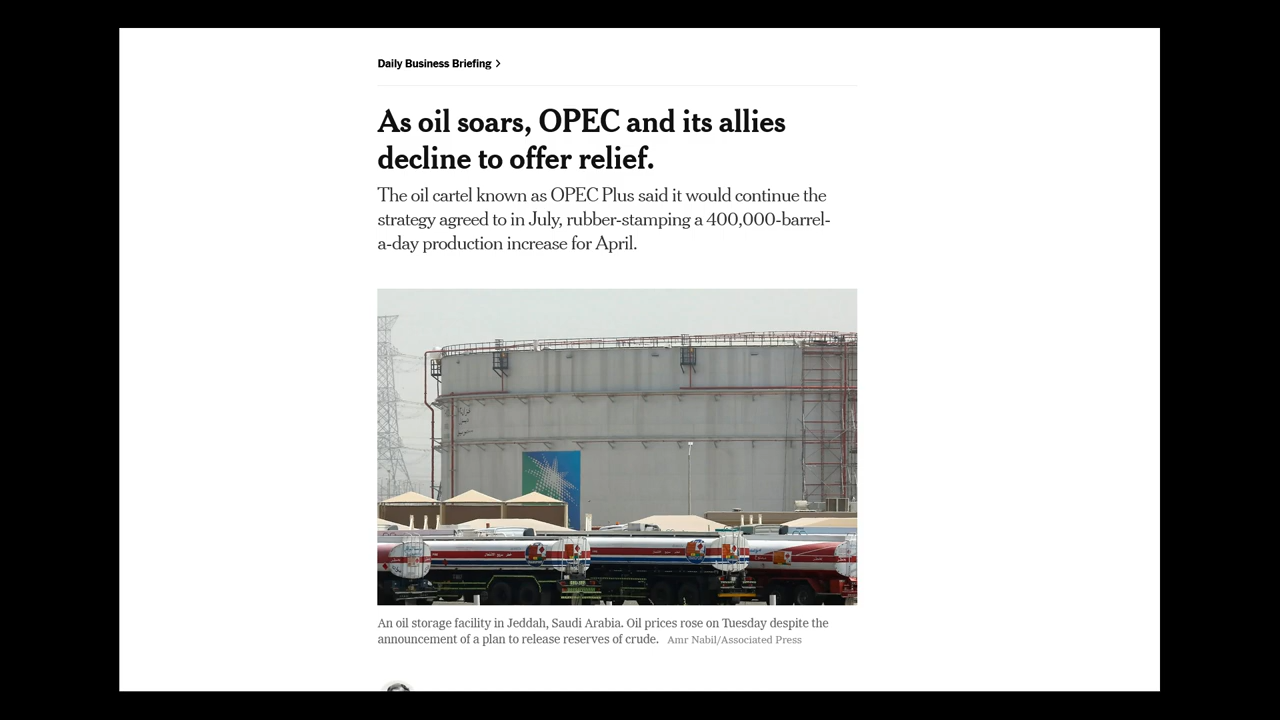 Daily Business Briefing >
As oil soars, OPEC and its allies
decline to offer relief.
The oil cartel known as OPEC Plus said it would continue the
strategy agreed to in July, rubber-stamping a 400,000-barrel-
a-day production increase for April.
An oil storage facility in Jeddah, Saudi Arabia. Oil prices rose on Tuesday despite the
announcement of a plan to release reserves of crude. Amr Nabil/Associated Press